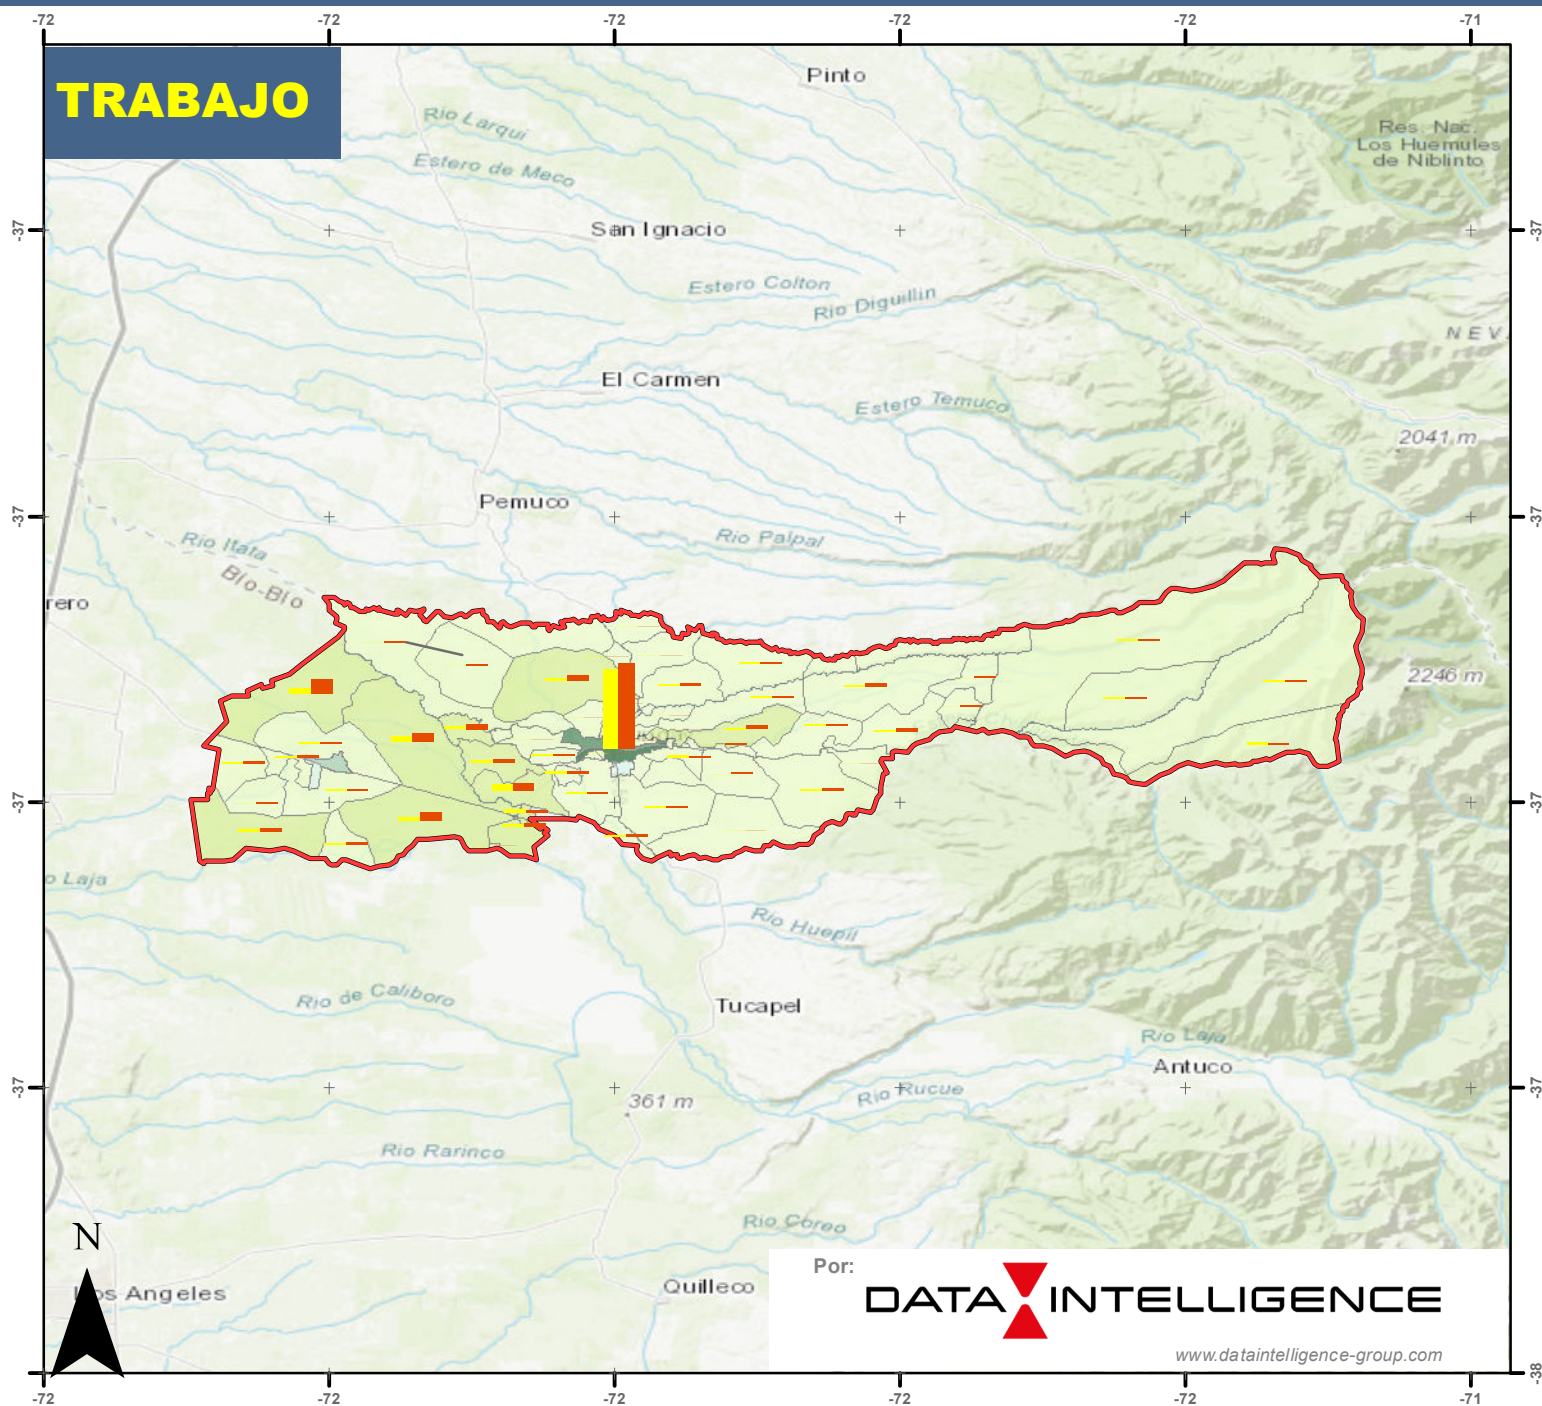 -72 -72 -72 -72 -72 -71
TRABAJO
Pinto
Rio Larqui
Res. Nac.
Los Huemules
de Niblinto
Estero de Meco
San Ignacio
-37 -37
Estero Colton
Rio Diguillin
NEV
El Carmen
Estero Temuco
2041 m
Pemuco
-37 -37
Rio Itata
Rio Palpal
Bío-Bío
rero
2246 m
-37 -37
o Laja
Rio Huepil
Rio de Caliboro
Tucapel
Rio Laja
Antuco
-37 -37
Rio Rucue
361 m
Rio Rarinco
Rio Coreo
N
Por:
Quilleco
Los Angeles
DATA INTELLIGENCE
www.dataintelligence-group.com
-38
-72 -72 -72 -72 -72 -71